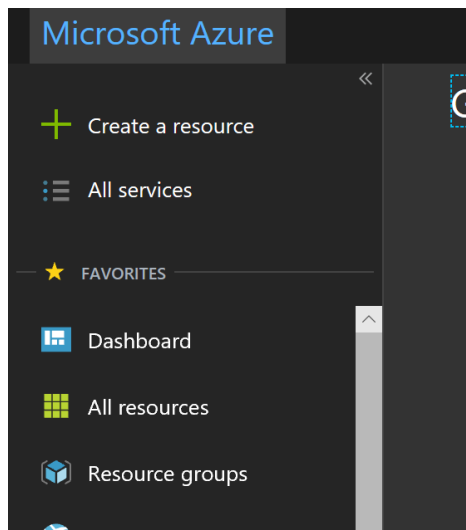 Microsoft Azure
Create a resource
All services
FAVORITES
Dashboard
All resources
Resource groups